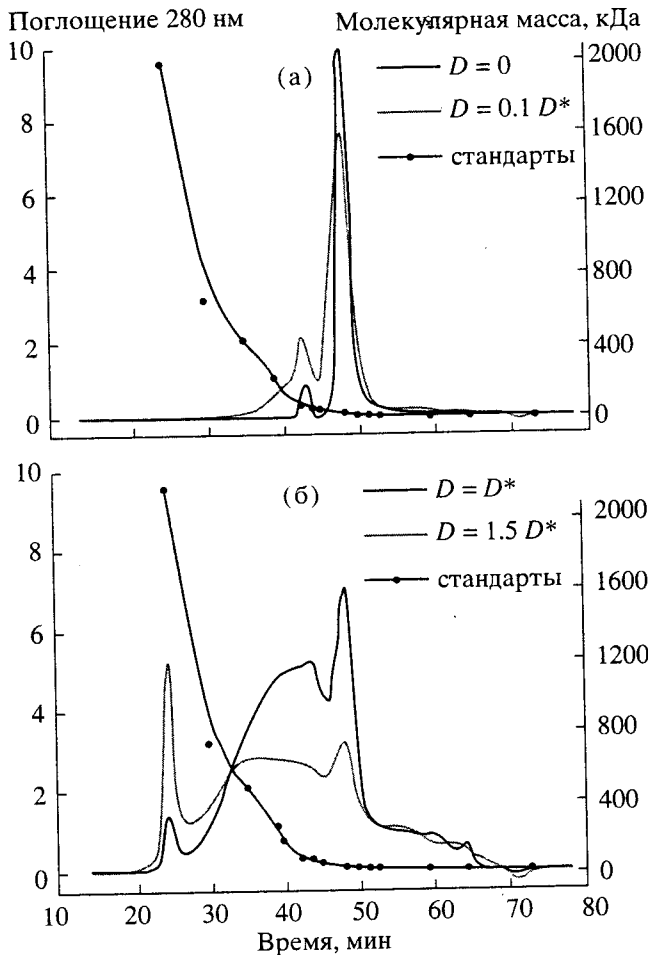 Поглощение 280 нм
Молекулярная масса, кДа
10
8
6
4
2
0
(а)
D = 0
D = 0.1 D*
стандарты
2000
1600
1200
800
400
0
10
8
6
4
2
0
(б)
D = D*
D = 1.5 D*
стандарты
2000
1600
1200
800
400
0
10 20 30 40 50 60 70 80
Время, мин